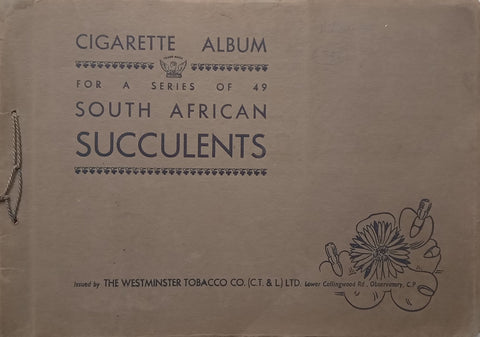 CIGARETTE ALBUM
FOR A SERIES OF 49
SOUTH AFRICAN
SUCCULENTS
Issued by THE WESTMINSTER TOBACCO CO. (C.T. & L.) LTD. Lower Collingwood Rd., Observatory, C.P.